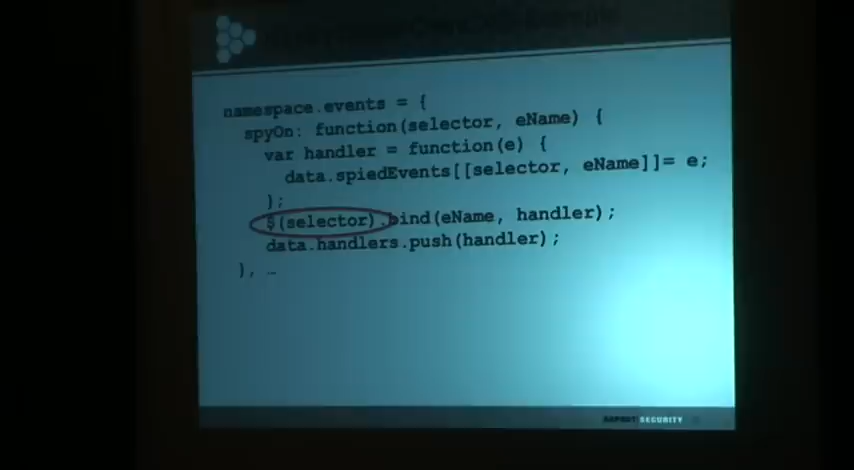 namespace.events = {
spyOn: function(selector, eName) {
var handler = function(e) {
data.spiedEvents[[selector, eName]]= e;
};
$(selector).bind(eName, handler);
data.handlers.push(handler);
}, …
SECURITY